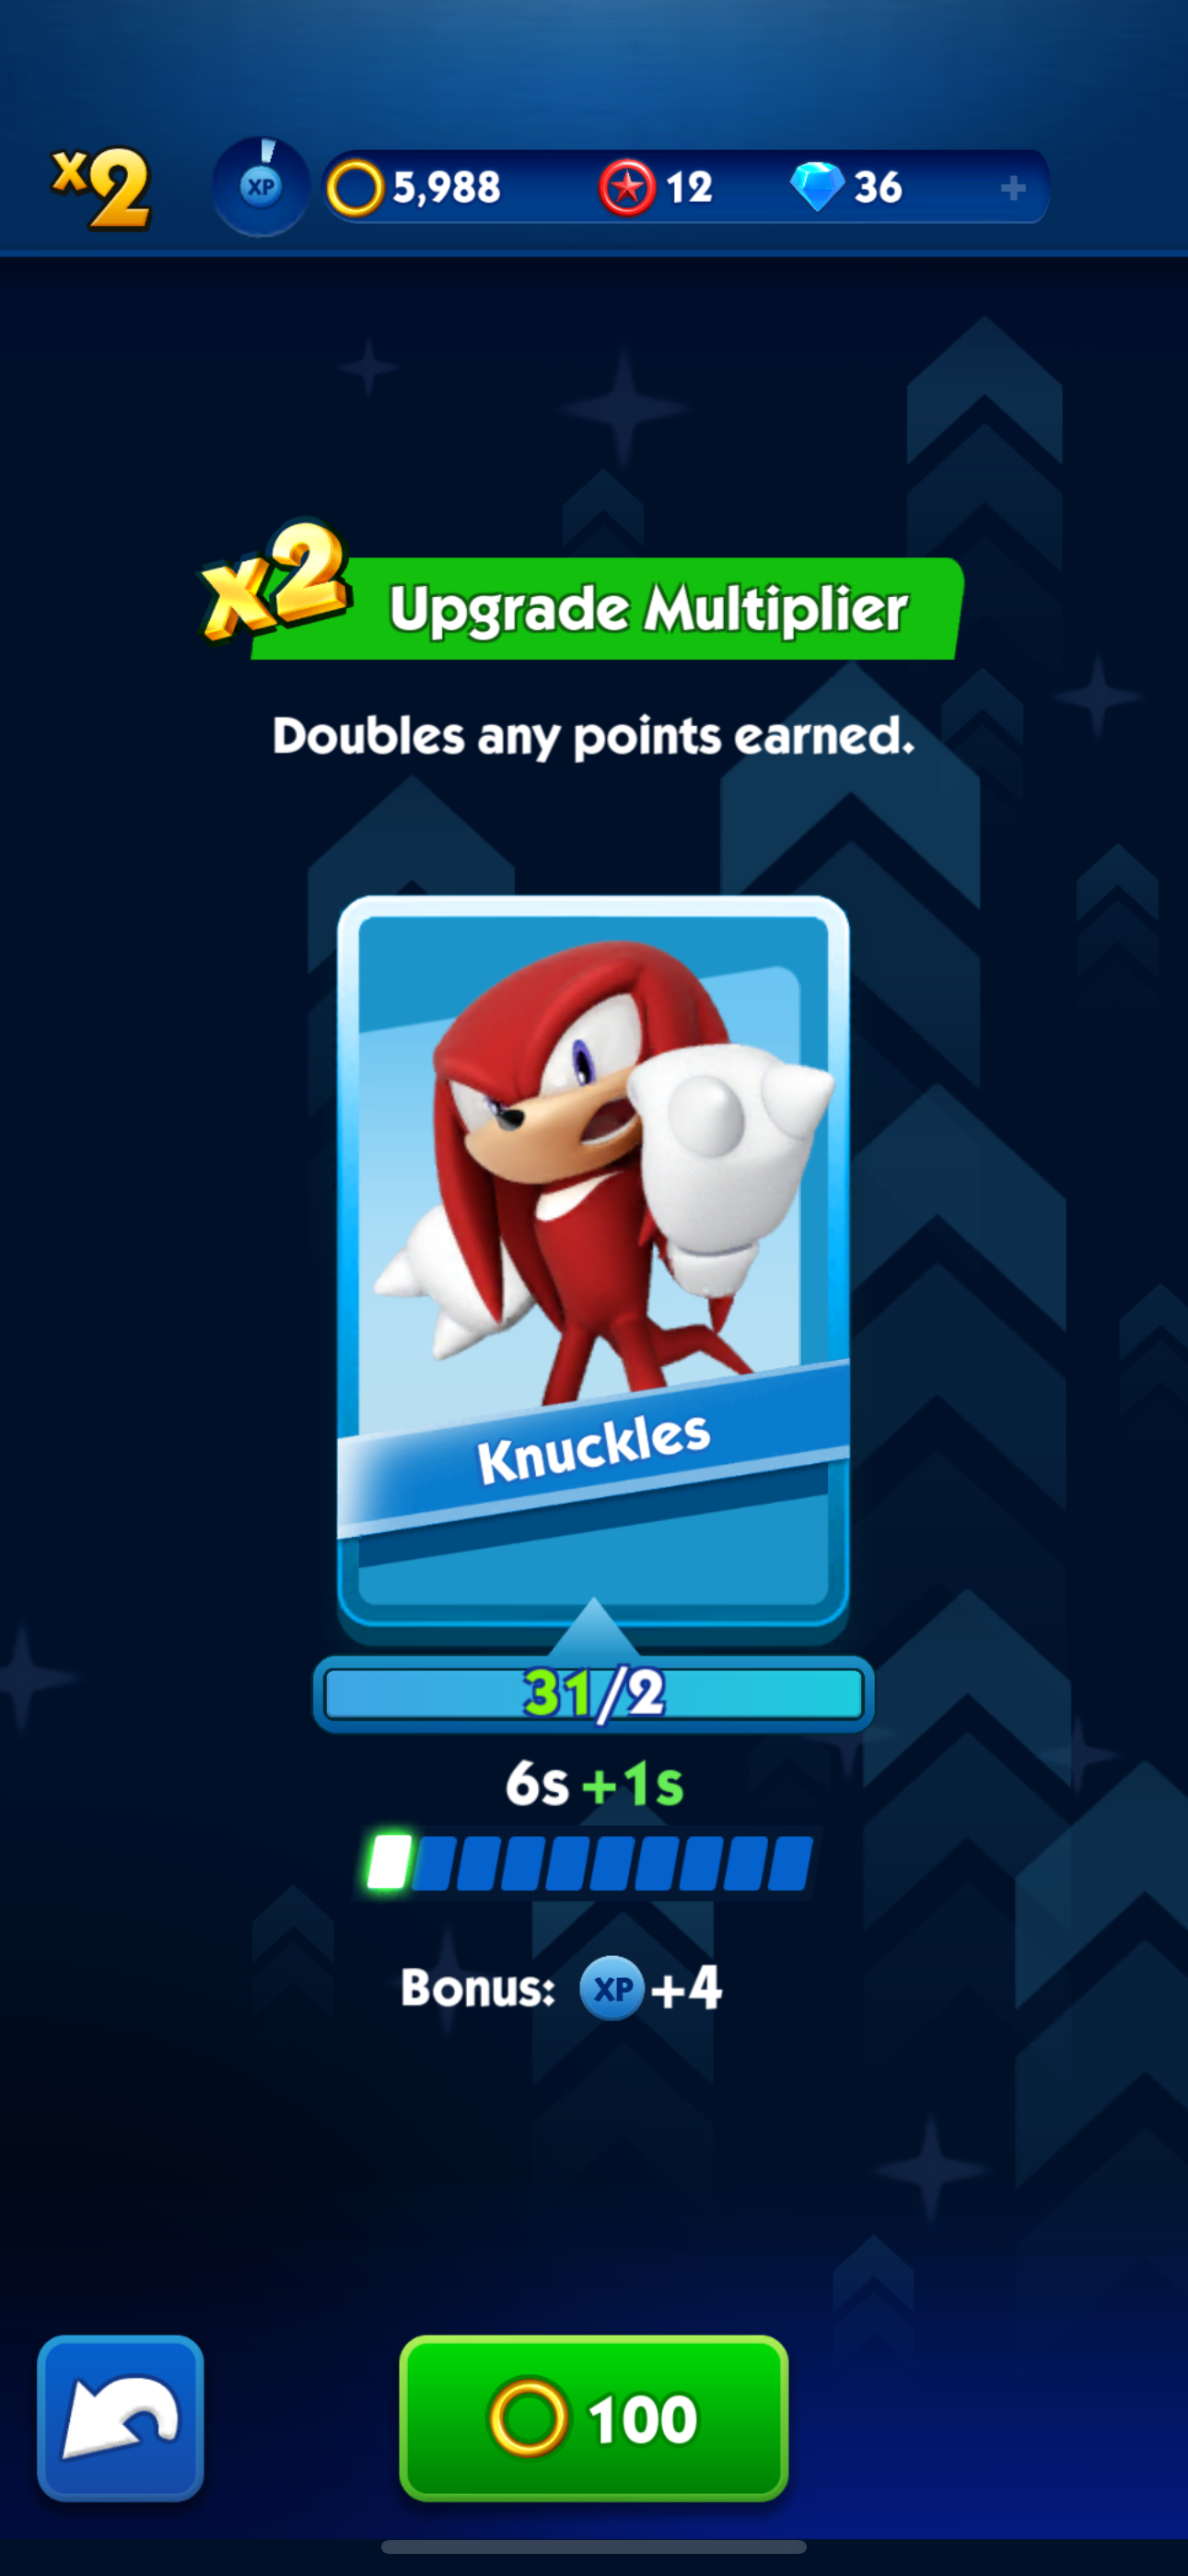 x2 XP 5,988 12 36 +
x2 Upgrade Multiplier
Doubles any points earned.
Knuckles
31/2
6s +1s
Bonus: XP +4
100